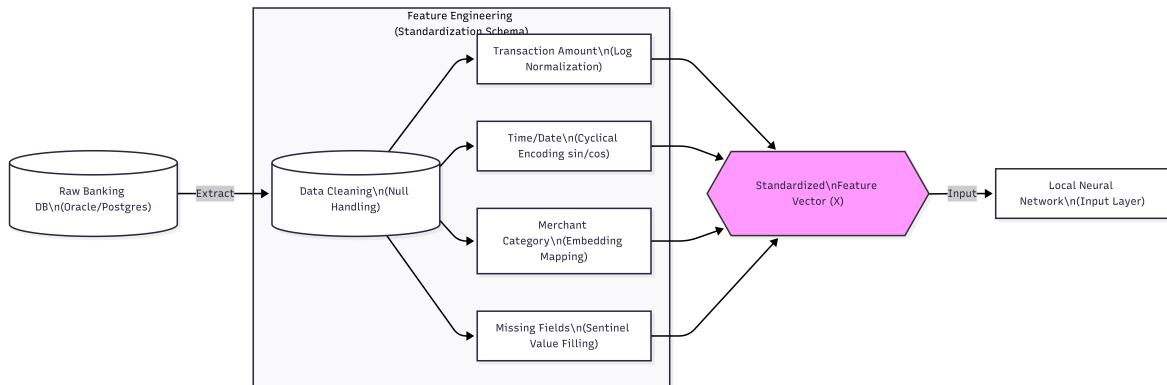 Feature Engineering
(Standardization Schema)
Transaction Amount\n(Log
Normalization)
Time/Date\n(Cyclical
Encoding sin/cos)
Raw Banking
DB\n(Oracle/Postgres)
Extract
Data Cleaning\n(Null
Handling)
Standardized\nFeature
Vector (X)
Input
Local Neural
Network\n(Input Layer)
Merchant
Category\n(Embedding
Mapping)
Missing Fields\n(Sentinel
Value Filling)